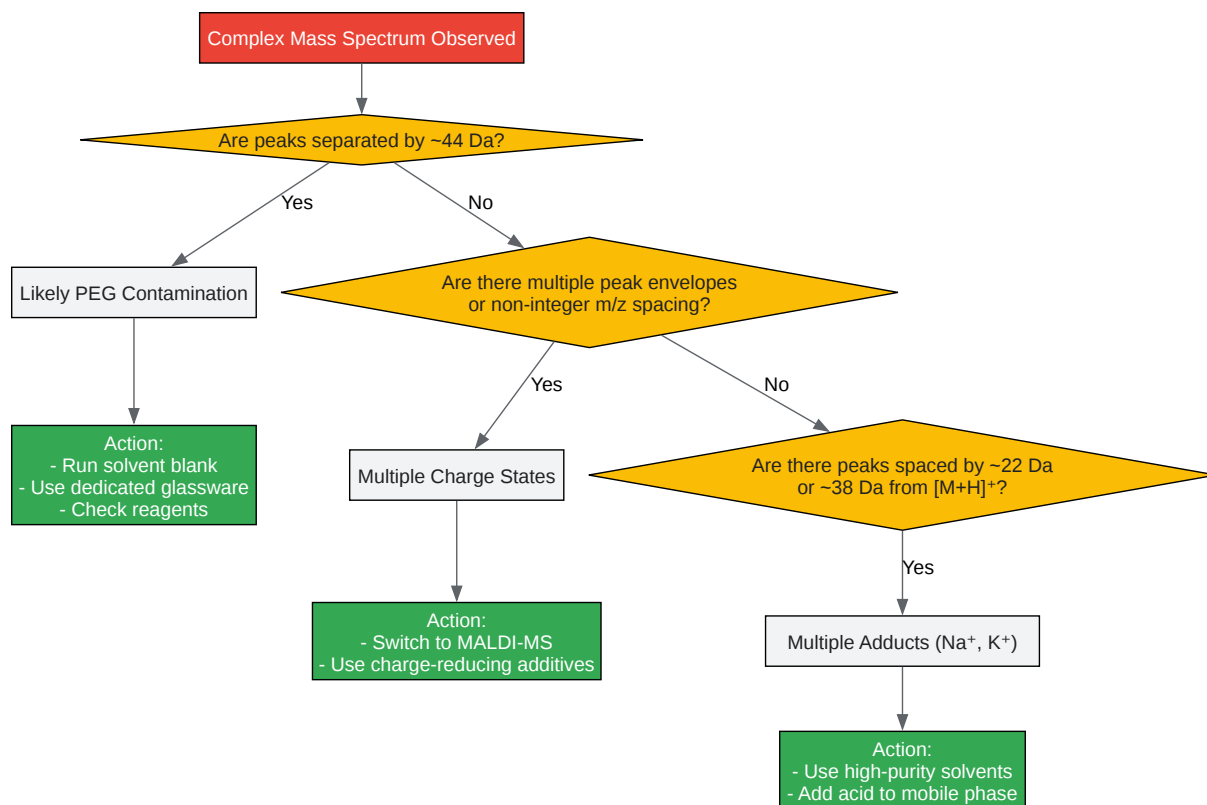 Complex Mass Spectrum Observed
Are peaks separated by ~44 Da?
Yes
No
Likely PEG Contamination
Are there multiple peak envelopes
or non-integer m/z spacing?
Yes
No
Action:
- Run solvent blank
- Use dedicated glassware
- Check reagents
Multiple Charge States
Are there peaks spaced by ~22 Da
or ~38 Da from [M+H]⁺?
Yes
Action:
- Switch to MALDI-MS
- Use charge-reducing additives
Multiple Adducts (Na⁺, K⁺)
Action:
- Use high-purity solvents
- Add acid to mobile phase